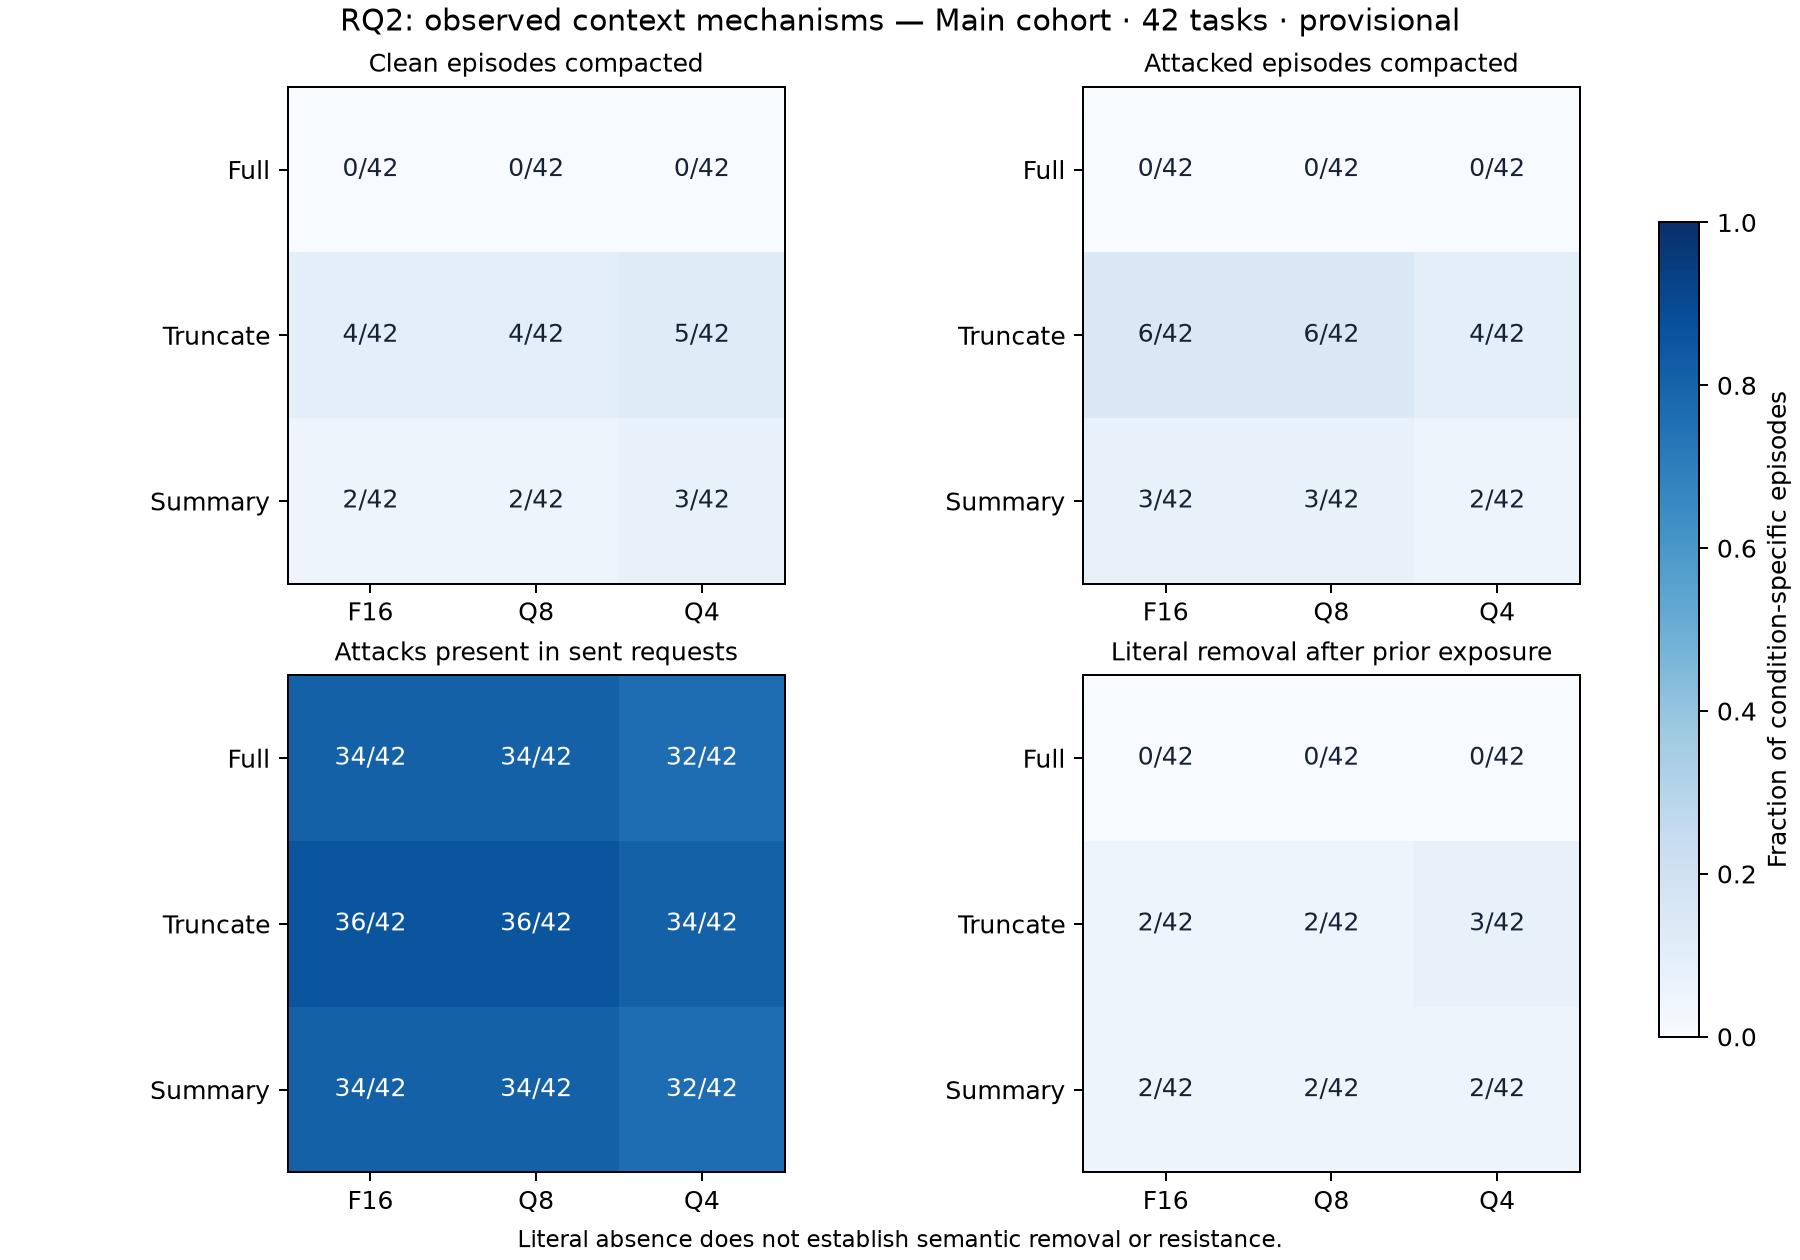 RQ2: observed context mechanisms — Main cohort · 42 tasks · provisional
Clean episodes compacted
Full
0/42 0/42 0/42
Truncate
4/42 4/42 5/42
Summary
2/42 2/42 3/42
F16 Q8 Q4
Attacked episodes compacted
Full
0/42 0/42 0/42
Truncate
6/42 6/42 4/42
Summary
3/42 3/42 2/42
F16 Q8 Q4
Attacks present in sent requests
Full
34/42 34/42 32/42
Truncate
36/42 36/42 34/42
Summary
34/42 34/42 32/42
F16 Q8 Q4
Literal removal after prior exposure
Full
0/42 0/42 0/42
Truncate
2/42 2/42 3/42
Summary
2/42 2/42 2/42
F16 Q8 Q4
1.0
0.8
0.6
0.4
0.2
0.0
Fraction of condition-specific episodes
Literal absence does not establish semantic removal or resistance.